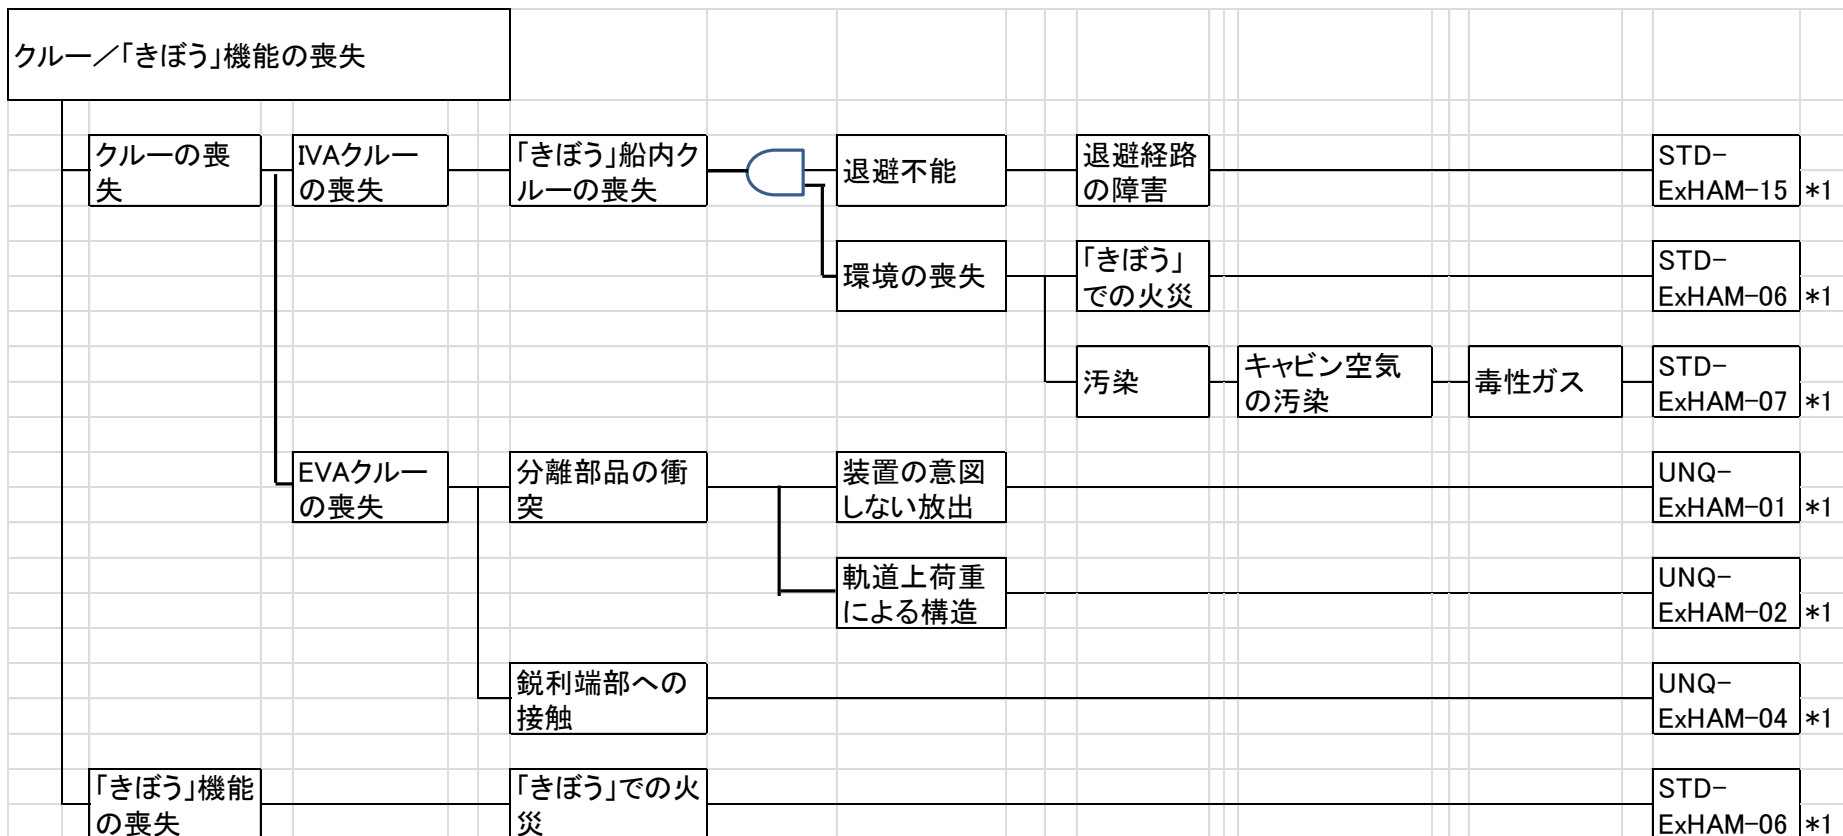 クルー／「きぼう」機能の喪失
クルーの喪
失
IVAクルー
の喪失
「きぼう」船内ク
ルーの喪失
退避不能
退避経路
の障害
STD-
ExHAM-15 *1
環境の喪失
「きぼう」
での火災
STD-
ExHAM-06 *1
汚染
キャビン空気
の汚染
毒性ガス
STD-
ExHAM-07 *1
EVAクルー
の喪失
分離部品の衝
突
装置の意図
しない放出
UNQ-
ExHAM-01 *1
軌道上荷重
による構造
UNQ-
ExHAM-02 *1
鋭利端部への
接触
UNQ-
ExHAM-04 *1
「きぼう」機能
の喪失
「きぼう」での火
災
STD-
ExHAM-06 *1